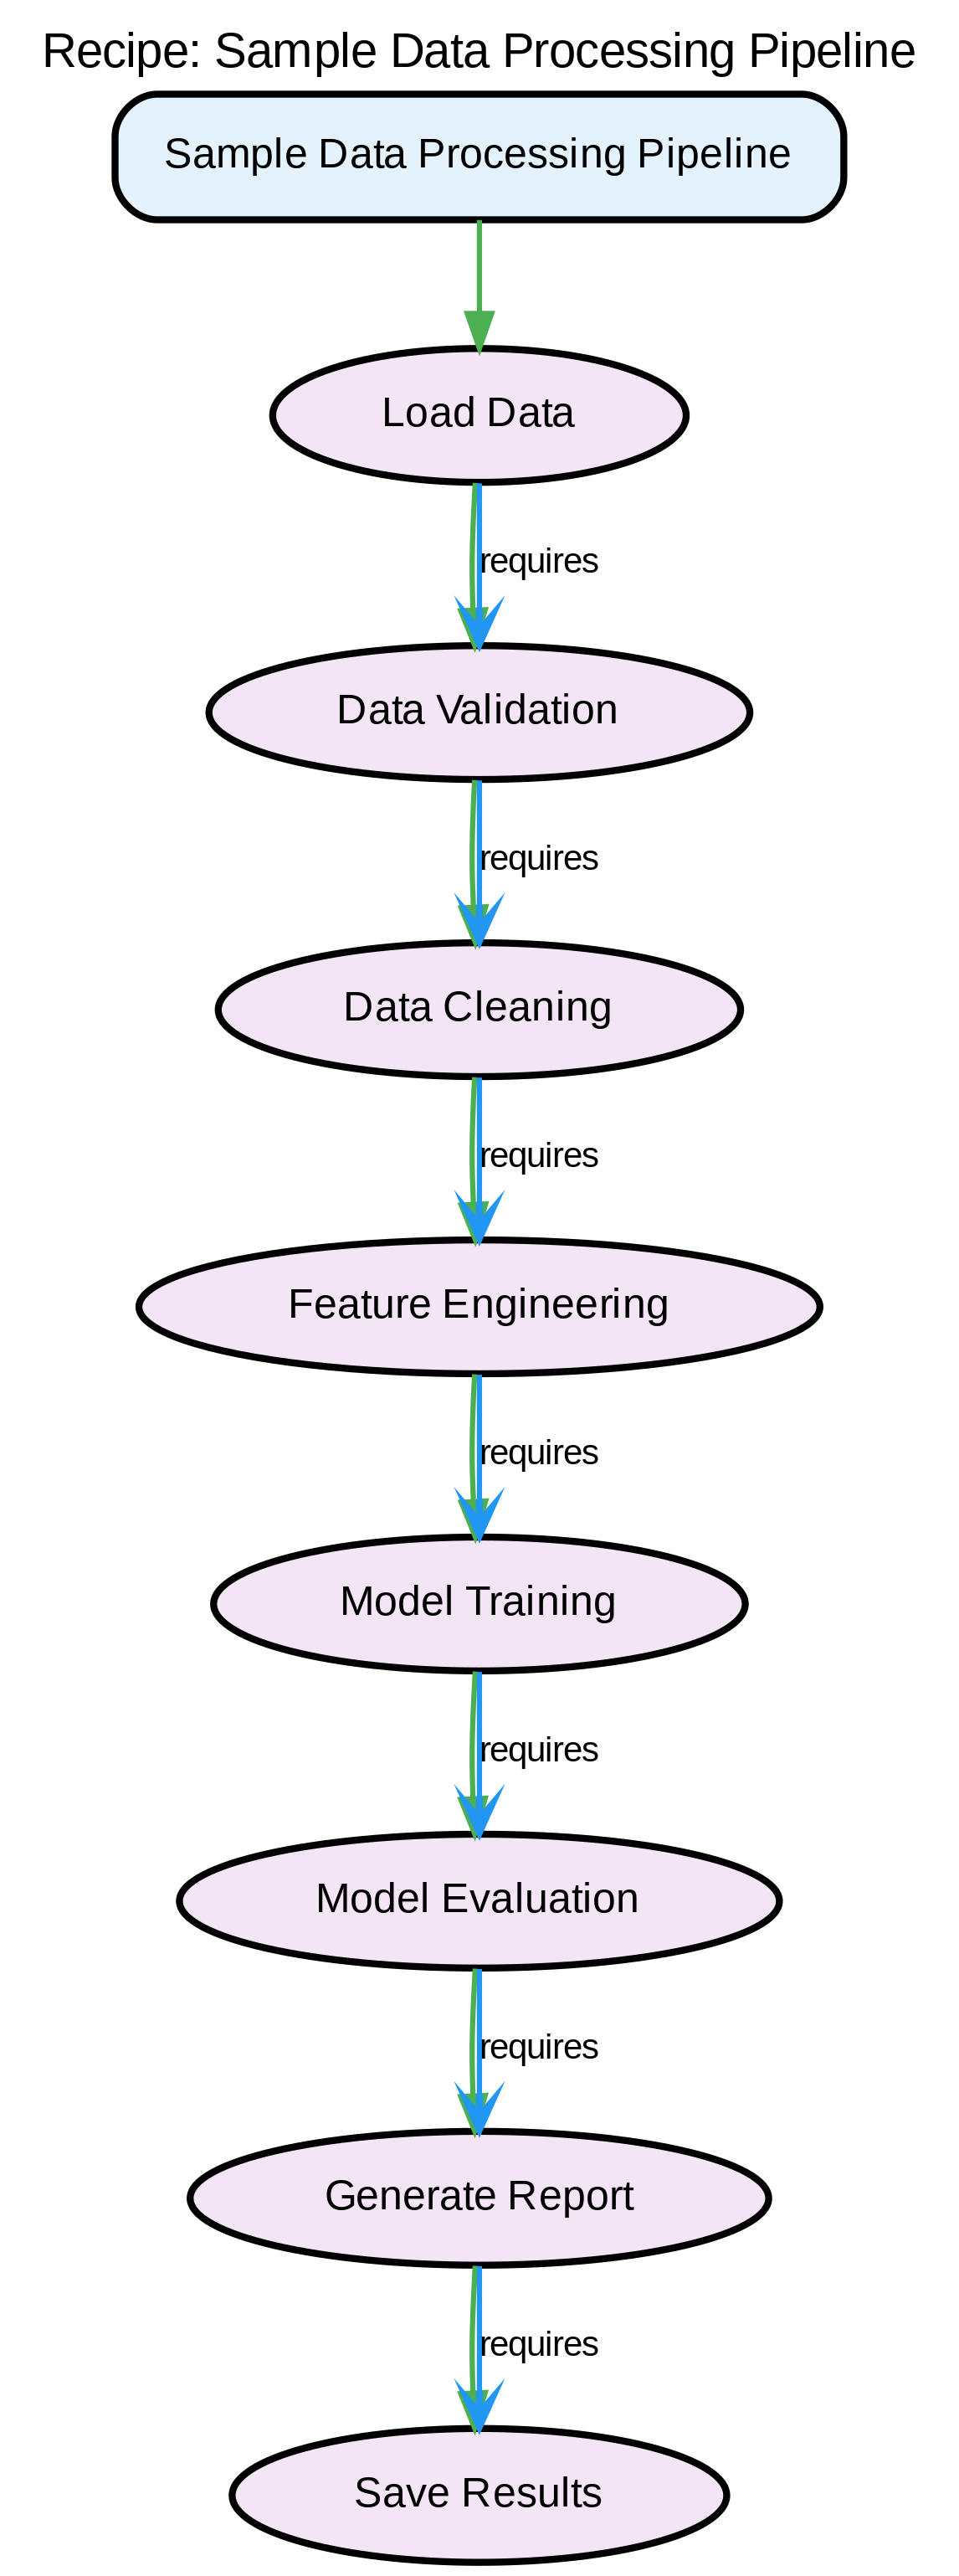 Recipe: Sample Data Processing Pipeline
Sample Data Processing Pipeline
Load Data
requires
Data Validation
requires
Data Cleaning
requires
Feature Engineering
requires
Model Training
requires
Model Evaluation
requires
Generate Report
requires
Save Results